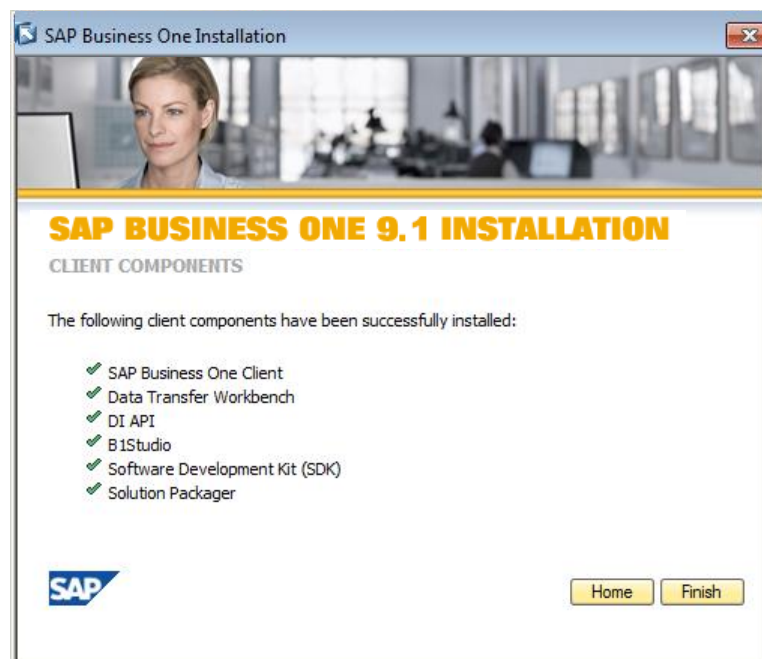 SAP Business One Installation
SAP BUSINESS ONE 9.1 INSTALLATION
CLIENT COMPONENTS
The following client components have been successfully installed:
SAP Business One Client
Data Transfer Workbench
DI API
B1Studio
Software Development Kit (SDK)
Solution Packager
SAP
Home Finish